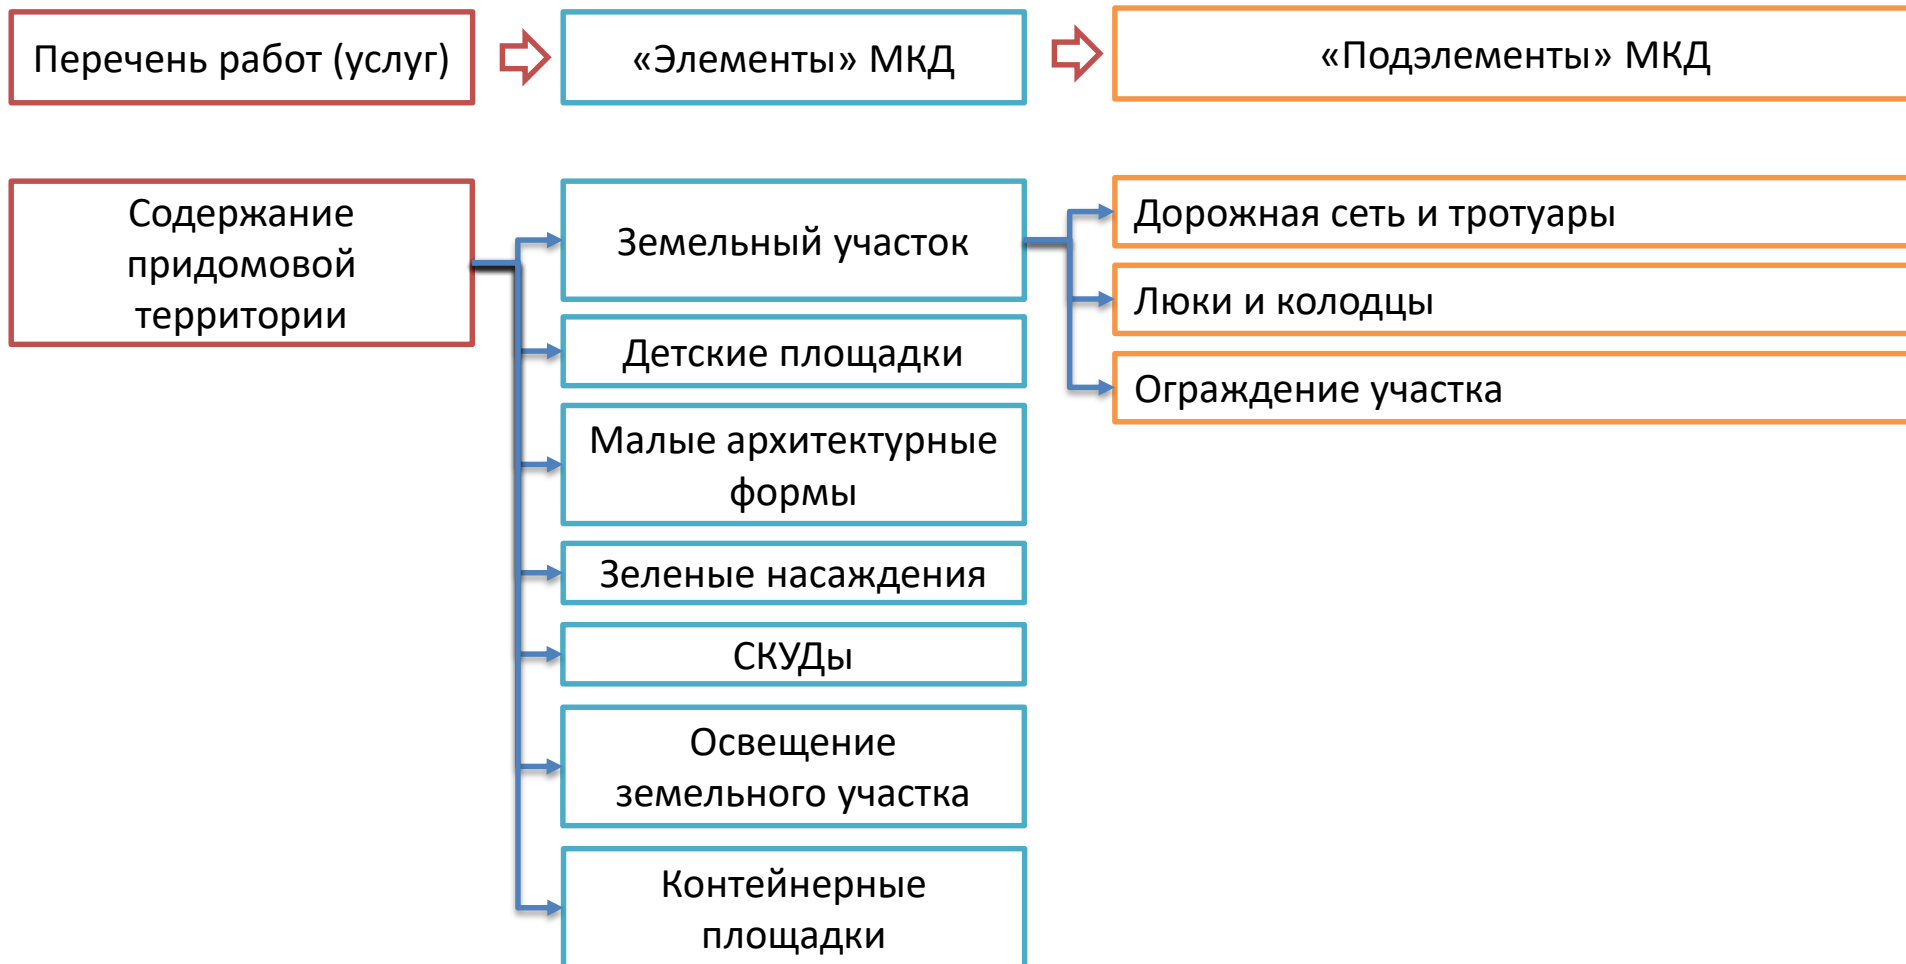 Перечень работ (услуг)
«Элементы» МКД
«Подэлементы» МКД
Содержание
придомовой
территории
Земельный участок
Детские площадки
Малые архитектурные
формы
Зеленые насаждения
СКУДы
Освещение
земельного участка
Контейнерные
площадки
Дорожная сеть и тротуары
Люки и колодцы
Ограждение участка